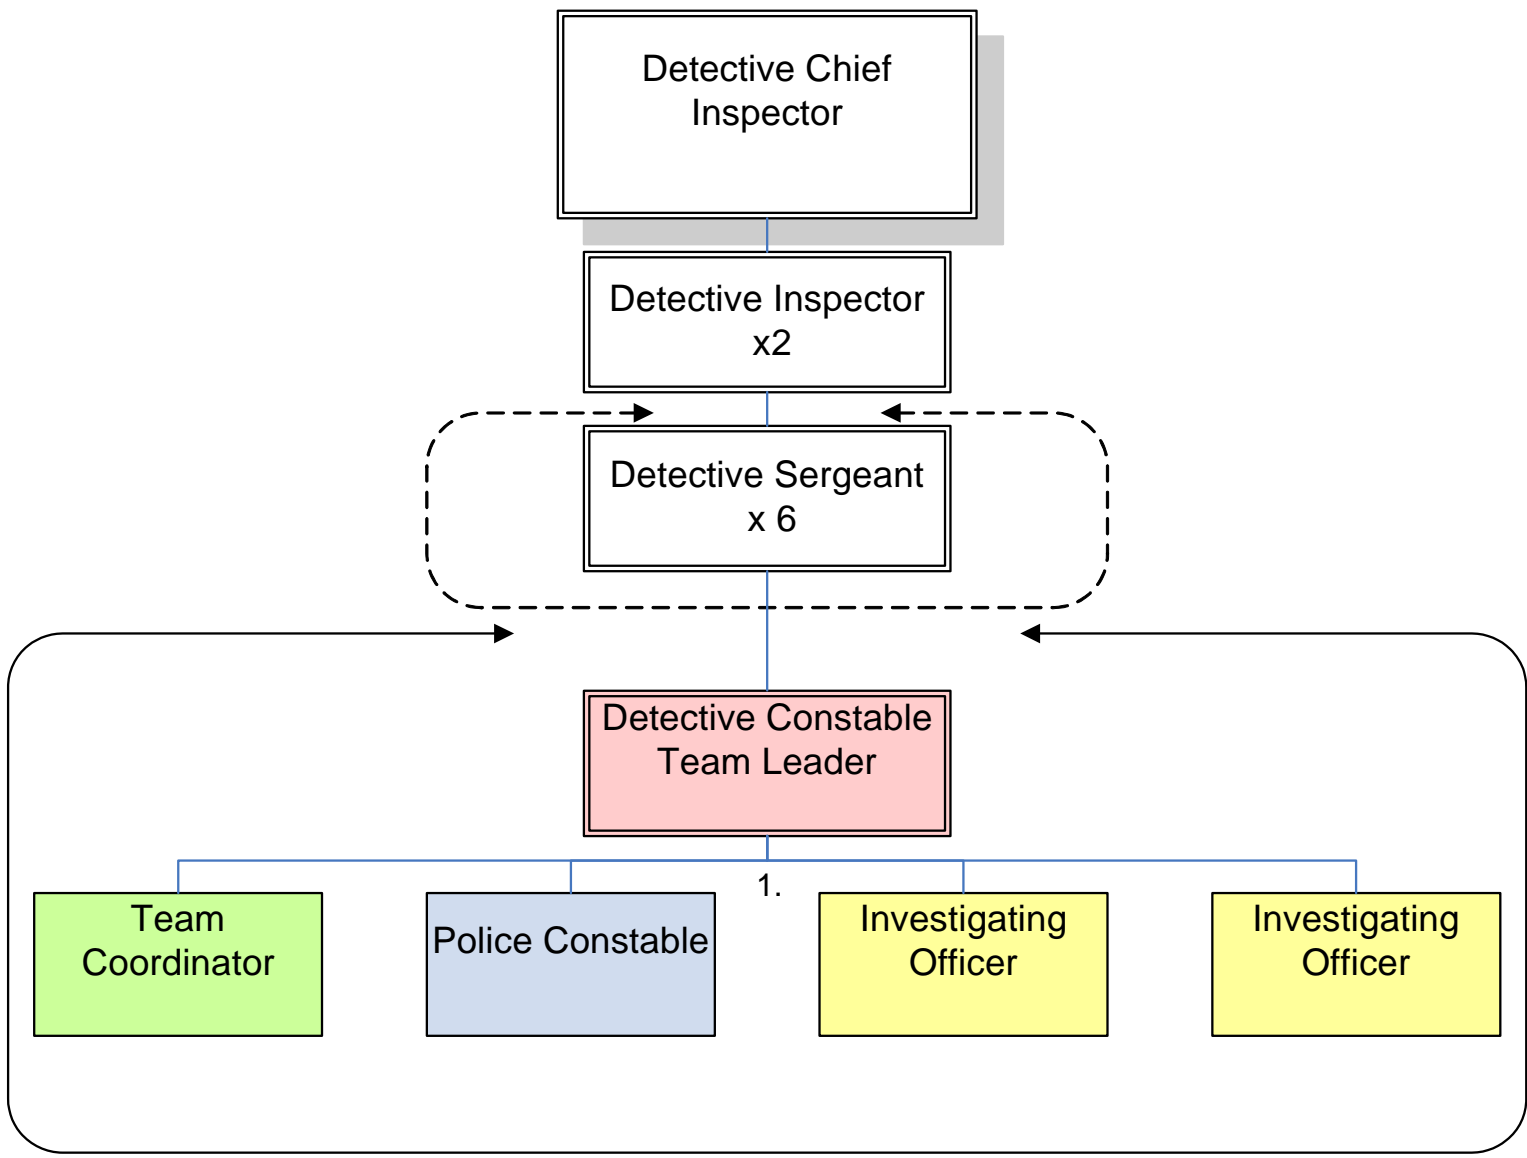 Detective Chief
Inspector
Detective Inspector
x2
Detective Sergeant
x 6
Detective Constable
Team Leader
1.
Team
Coordinator
Police Constable
Investigating
Officer
Investigating
Officer